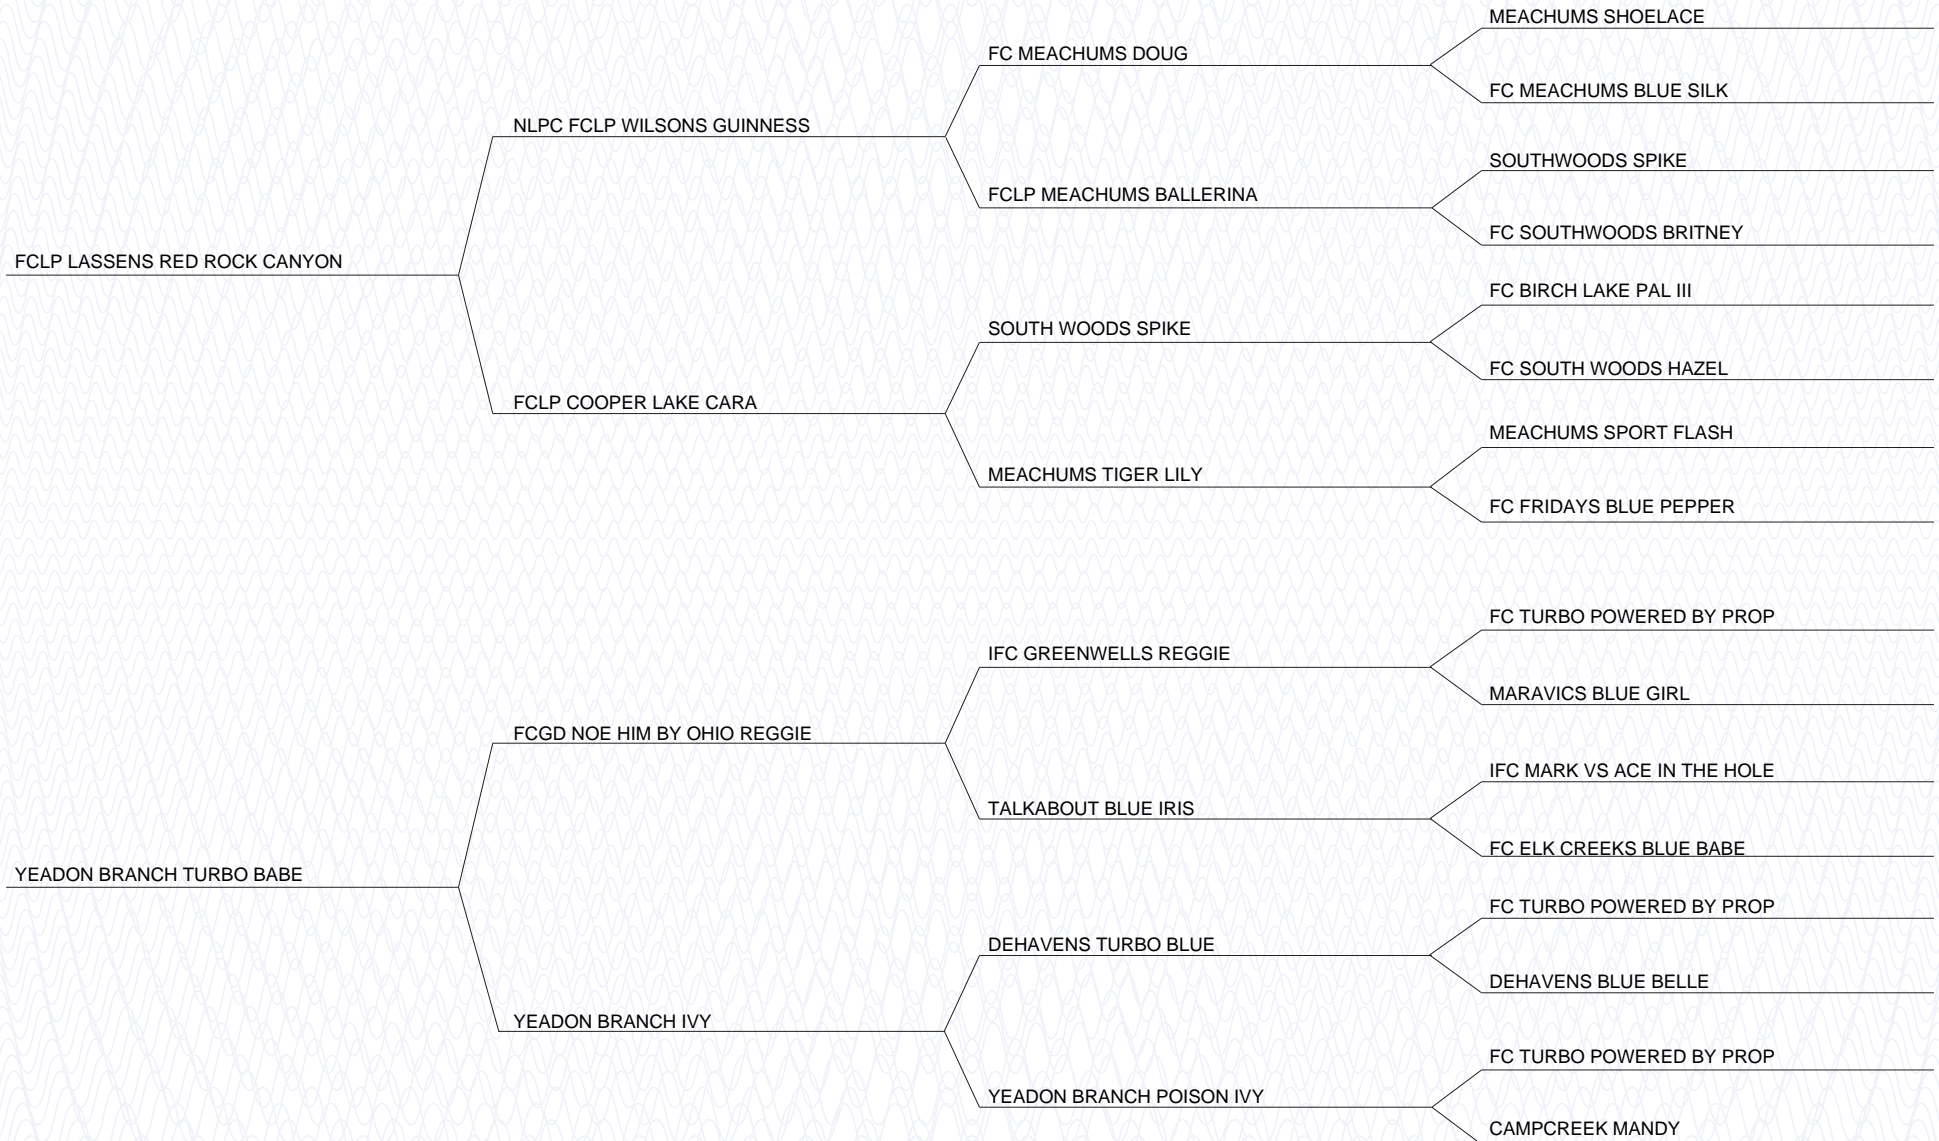 MEACHUMS SHOELACE
FC MEACHUMS DOUG
FC MEACHUMS BLUE SILK
NLPC FCLP WILSONS GUINNESS
SOUTHWOODS SPIKE
FCLP MEACHUMS BALLERINA
FC SOUTHWOODS BRITNEY
FCLP LASSENS RED ROCK CANYON
FC BIRCH LAKE PAL III
SOUTH WOODS SPIKE
FC SOUTH WOODS HAZEL
FCLP COOPER LAKE CARA
MEACHUMS SPORT FLASH
MEACHUMS TIGER LILY
FC FRIDAYS BLUE PEPPER
FC TURBO POWERED BY PROP
IFC GREENWELLS REGGIE
MARAVICS BLUE GIRL
FCGD NOE HIM BY OHIO REGGIE
IFC MARK VS ACE IN THE HOLE
TALKABOUT BLUE IRIS
FC ELK CREEKS BLUE BABE
YEADON BRANCH TURBO BABE
FC TURBO POWERED BY PROP
DEHAVENS TURBO BLUE
DEHAVENS BLUE BELLE
YEADON BRANCH IVY
FC TURBO POWERED BY PROP
YEADON BRANCH POISON IVY
CAMPCREEK MANDY